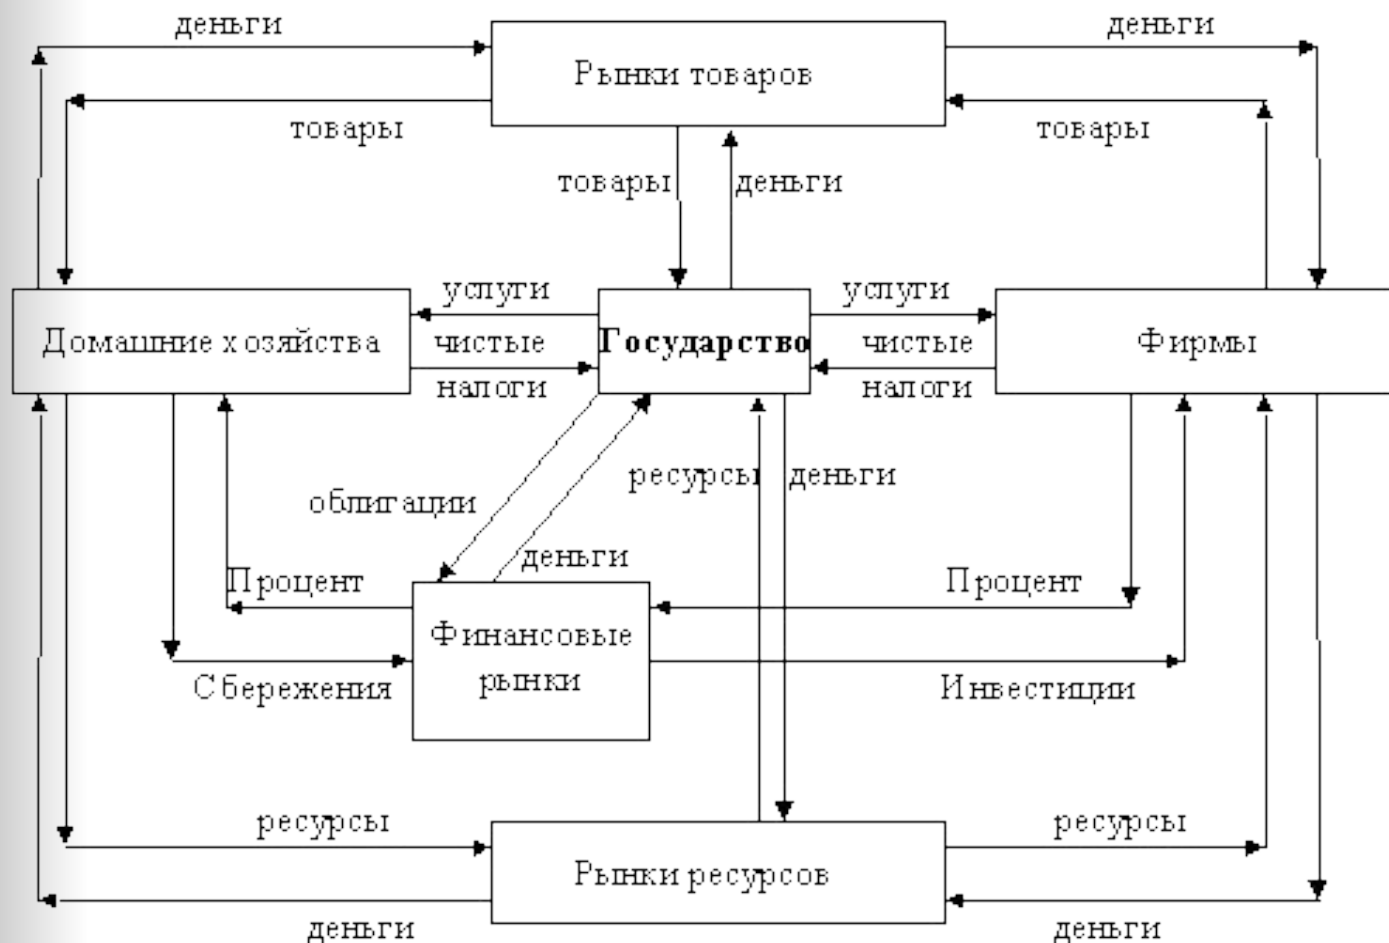 деньги
деньги
Рынки товаров
товары
товары
товары
деньги
услуги
услуги
Домашние хозяйства
чистые
Государство
чистые
Фирмы
налоги
налоги
ресурсы
деньги
облигации
деньги
Процент
Процент
Финансовые
рынки
Сбережения
Инвестиции
ресурсы
ресурсы
Рынки ресурсов
деньги
деньги